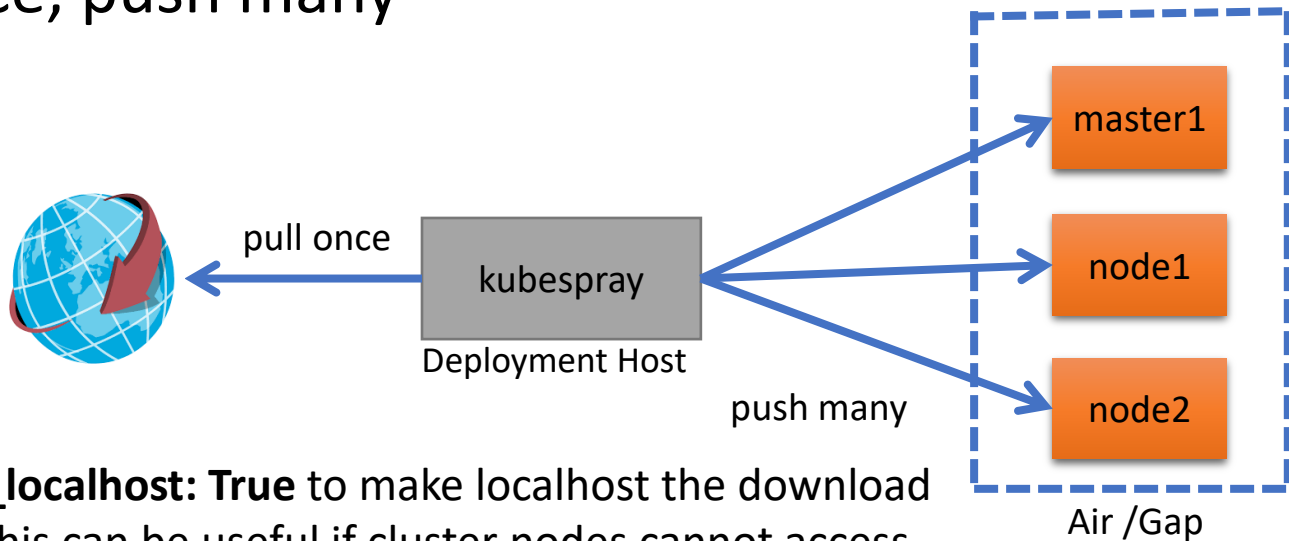 push many
master1
pull once
kubespray
node1
Deployment Host
push many
node2
localhost: True to make localhost the download
his can be useful if cluster nodes cannot access
Air /Gap